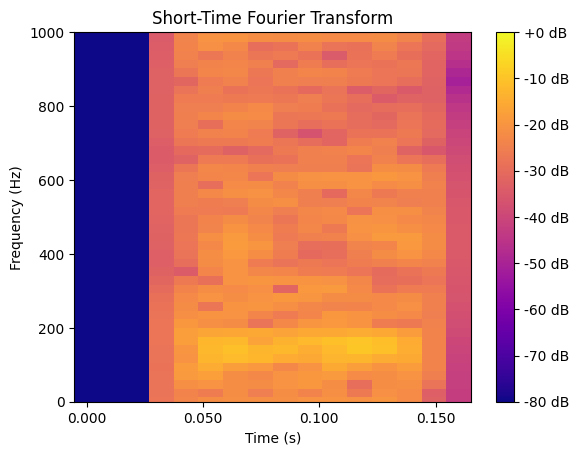 Short-Time Fourier Transform
1000
800
600
400
200
0
Frequency (Hz)
0.000
0.050
0.100
0.150
Time (s)
+0 dB
-10 dB
-20 dB
-30 dB
-40 dB
-50 dB
-60 dB
-70 dB
-80 dB